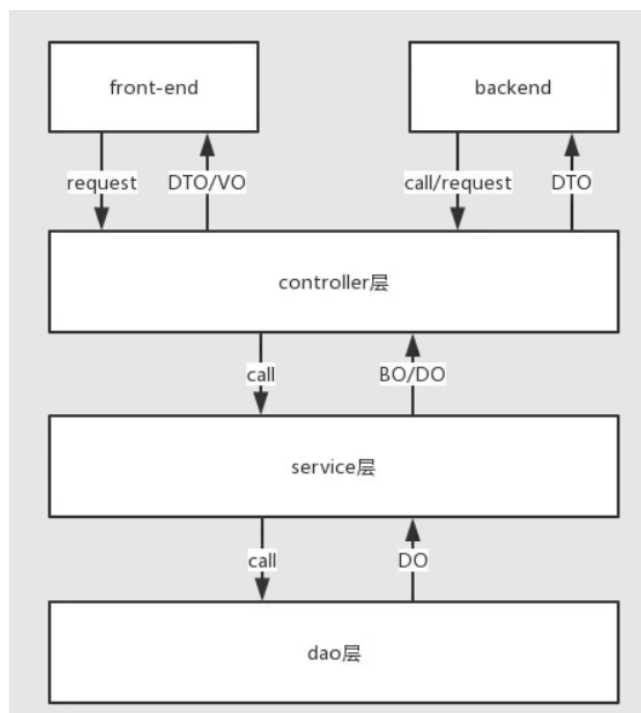 front-end
backend
request
DTO/VO
call/request
DTO
controller层
call
BO/DO
service层
call
DO
dao层